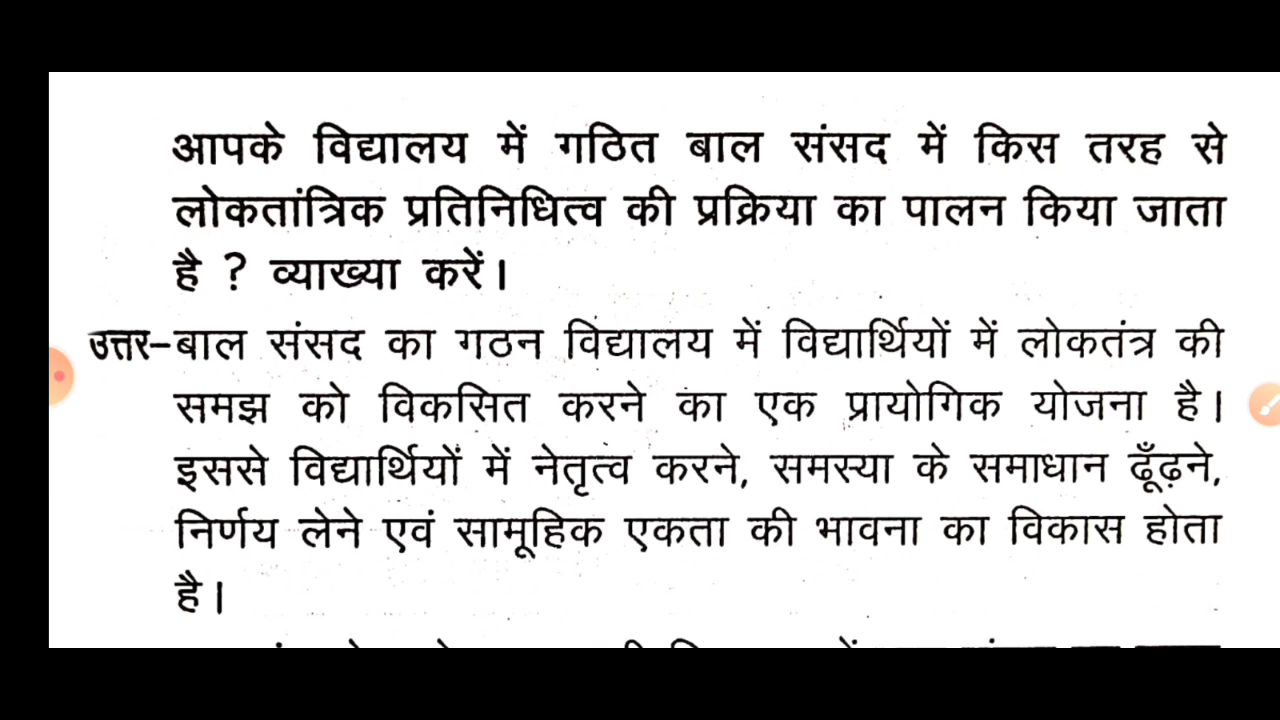 आपके विद्यालय में गठित बाल संसद में किस तरह से
लोकतांत्रिक प्रतिनिधित्व की प्रक्रिया का पालन किया जाता
है ? व्याख्या करें।
उत्तर–बाल संसद का गठन विद्यालय में विद्यार्थियों में लोकतंत्र की
समझ को विकसित करने का एक प्रायोगिक योजना है।
इससे विद्यार्थियों में नेतृत्व करने, समस्या के समाधान ढूँढ़ने,
निर्णय लेने एवं सामूहिक एकता की भावना का विकास होता
है।